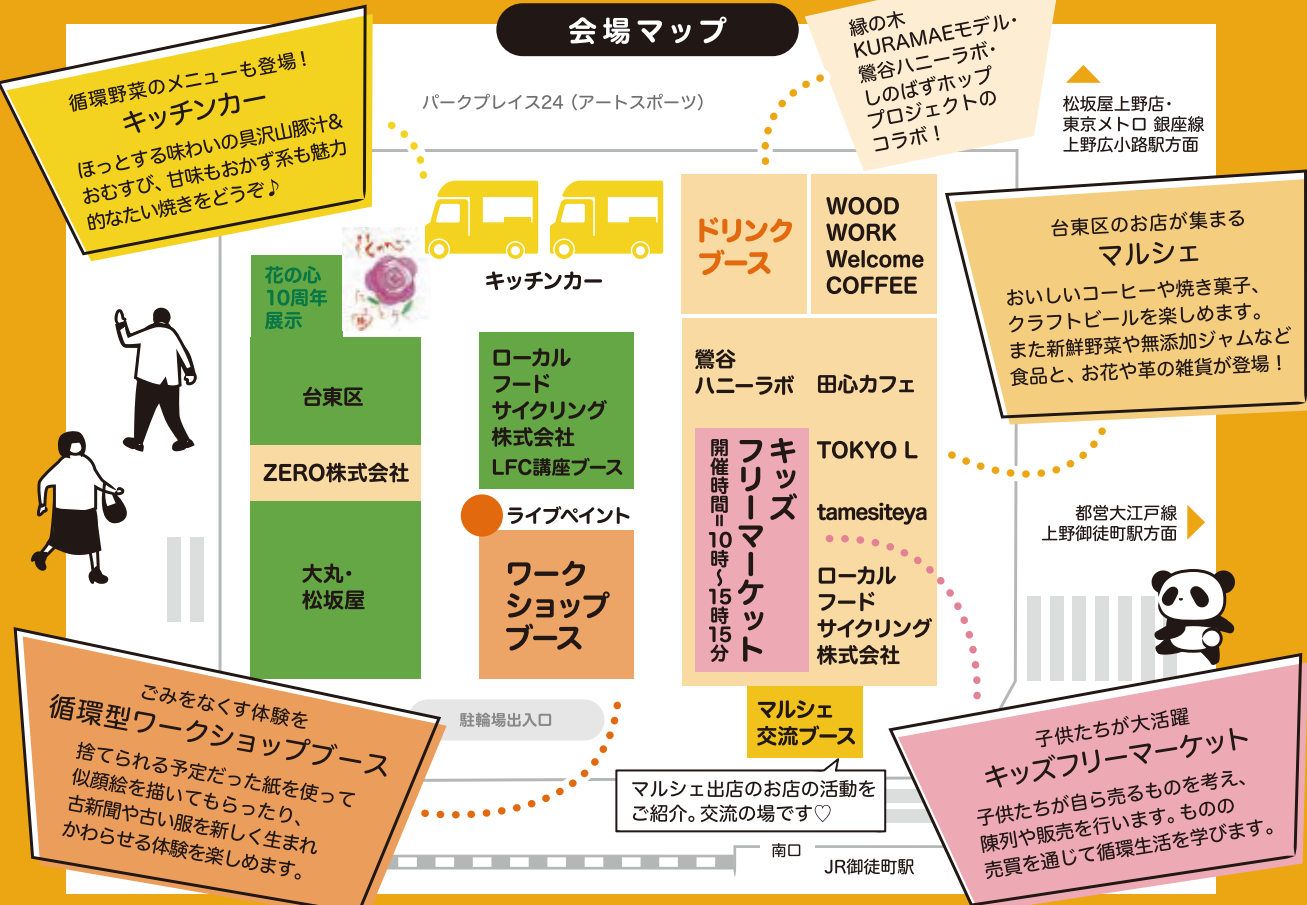 会場マップ
循環野菜のメニューも登場！
キッチンカー
ほっとする味わいの具沢山豚汁&
おむすび、甘味もおかず系も魅力
的なたい焼きをどうぞ♪
パークプレイス24（アートスポーツ）
縁の木
KURAMAEモデル・
鶯谷ハニーラボ・
しのばずホップ
プロジェクトの
コラボ！
松坂屋上野店・
東京メトロ 銀座線
上野広小路駅方面
台東区のお店が集まる
マルシェ
おいしいコーヒーや焼き菓子、
クラフトビールを楽しめます。
また新鮮野菜や無添加ジャムなど
食品と、お花や革の雑貨が登場！
キッチンカー
ドリンク
ブース
WOOD
WORK
Welcome
COFFEE
花の心
10周年
展示
花の心
台東区
ZERO株式会社
大丸・
松坂屋
ローカル
フード
サイクリング
株式会社
LFC講座ブース
ライブペイント
ワーク
ショップ
ブース
鶯谷
ハニーラボ
田心カフェ
キッズ
フリーマーケット
開催時間＝10時〜15時15分
TOKYO L
tamesiteya
ローカル
フード
サイクリング
株式会社
マルシェ
交流ブース
都営大江戸線
上野御徒町駅方面
駐輪場出入口
マルシェ出店のお店の活動を
ご紹介。交流の場です♡
ごみをなくす体験を
循環型ワークショップブース
捨てられる予定だった紙を使って
似顔絵を描いてもらったり、
古新聞や古い服を新しく生まれ
かわらせる体験を楽しめます。
子供たちが大活躍
キッズフリーマーケット
子供たちが自ら売るものを考え、
陳列や販売を行います。ものの
売買を通じて循環生活を学びます。
南口
JR御徒町駅